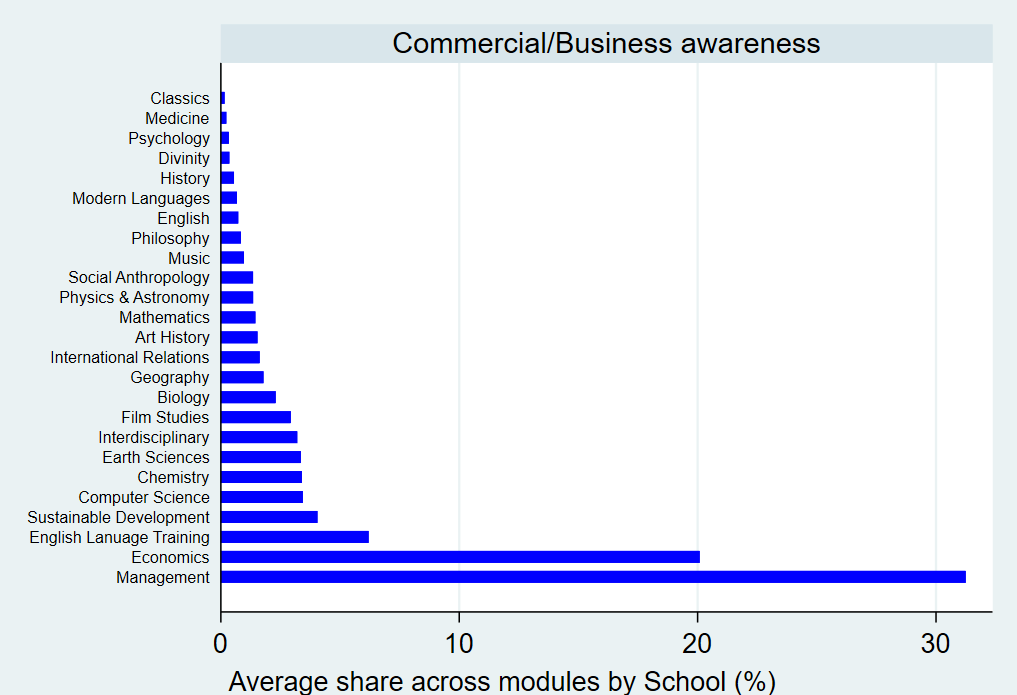 Commercial/Business awareness
Classics
Medicine
Psychology
Divinity
History
Modern Languages
English
Philosophy
Music
Social Anthropology
Physics & Astronomy
Mathematics
Art History
International Relations
Geography
Biology
Film Studies
Interdisciplinary
Earth Sciences
Chemistry
Computer Science
Sustainable Development
English Lanuage Training
Economics
Management
0 10 20 30
Average share across modules by School (%)